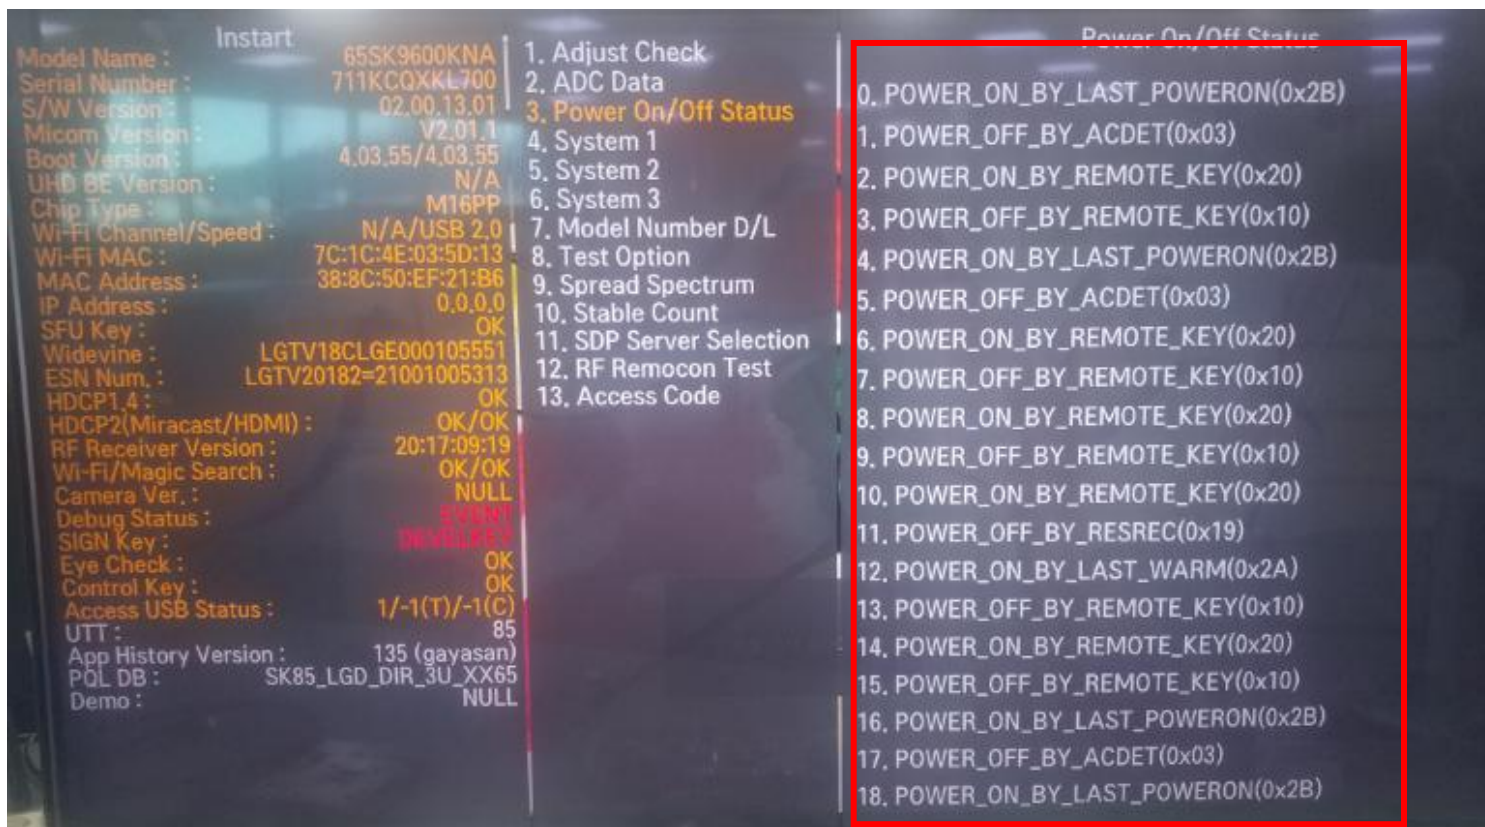 Instart
Model Name : 65SK9600KNA
Serial Number : 711KCQXKL700
S/W Version : 02.00.13.01
Micom Version : V2.01.1
Boot Version : 4.03.55/4.03.55
UHD BE Version : N/A
Chip Type : M16PP
Wi-Fi Channel/Speed : N/A/USB 2.0
Wi-Fi MAC : 7C:1C:4E:03:5D:13
MAC Address : 38:8C:50:EF:21:B6
IP Address : 0.0.0.0
SFU Key : OK
Widevine : LGTV18CLGE000105551
ESN Num. : LGTV20182=21001005313
HDCP1.4 : OK
HDCP2(Miracast/HDMI) : OK/OK
RF Receiver Version : 20:17:09:19
Wi-Fi/Magic Search : OK/OK
Camera Ver. : NULL
Debug Status : EVENT
SIGN Key : DEVELKEY
Eye Check : OK
Control Key : OK
Access USB Status : 1/-1(T)/-1(C)
UTT : 85
App History Version : 135 (gayasan)
PQL DB : SK85_LGD_DIR_3U_XX65
Demo : NULL
1. Adjust Check
2. ADC Data
3. Power On/Off Status
4. System 1
5. System 2
6. System 3
7. Model Number D/L
8. Test Option
9. Spread Spectrum
10. Stable Count
11. SDP Server Selection
12. RF Remocon Test
13. Access Code
Power On/Off Status
0. POWER_ON_BY_LAST_POWERON(0x2B)
1. POWER_OFF_BY_ACDET(0x03)
2. POWER_ON_BY_REMOTE_KEY(0x20)
3. POWER_OFF_BY_REMOTE_KEY(0x10)
4. POWER_ON_BY_LAST_POWERON(0x2B)
5. POWER_OFF_BY_ACDET(0x03)
6. POWER_ON_BY_REMOTE_KEY(0x20)
7. POWER_OFF_BY_REMOTE_KEY(0x10)
8. POWER_ON_BY_REMOTE_KEY(0x20)
9. POWER_OFF_BY_REMOTE_KEY(0x10)
10. POWER_ON_BY_REMOTE_KEY(0x20)
11. POWER_OFF_BY_RESREC(0x19)
12. POWER_ON_BY_LAST_WARM(0x2A)
13. POWER_OFF_BY_REMOTE_KEY(0x10)
14. POWER_ON_BY_REMOTE_KEY(0x20)
15. POWER_OFF_BY_REMOTE_KEY(0x10)
16. POWER_ON_BY_LAST_POWERON(0x2B)
17. POWER_OFF_BY_ACDET(0x03)
18. POWER_ON_BY_LAST_POWERON(0x2B)